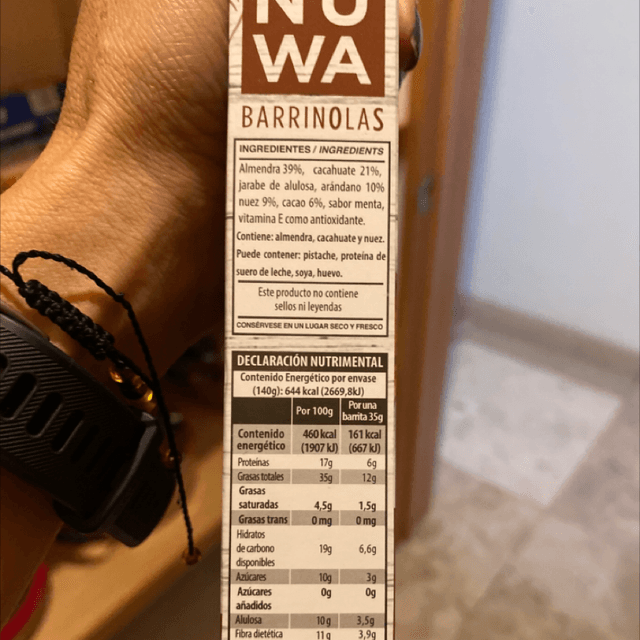 NU
WA
BARRINOLAS
INGREDIENTES / INGREDIENTS
Almendra 39%, cacahuate 21%,
jarabe de alulosa, arándano 10%
nuez 9%, cacao 6%, sabor menta,
vitamina E como antioxidante.
Contiene: almendra, cacahuate y nuez.
Puede contener: pistache, proteína de
suero de leche, soya, huevo.
Este producto no contiene
sellos ni leyendas
CONSÉRVESE EN UN LUGAR SECO Y FRESCO
DECLARACIÓN NUTRIMENTAL
Contenido Energético por envase
(140g): 644 kcal (2669,8kJ)
Por 100g Por una barrita 35g
Contenido energético 460 kcal (1907 kJ) 161 kcal (667 kJ)
Proteínas 17g 6g
Grasas totales 35g 12g
Grasas saturadas 4,5g 1,5g
Grasas trans 0 mg 0 mg
Hidratos de carbono disponibles 19g 6,6g
Azúcares 10g 3g
Azúcares añadidos 0g 0g
Alulosa 10 g 3,5g
Fibra dietética 11 g 3,9g